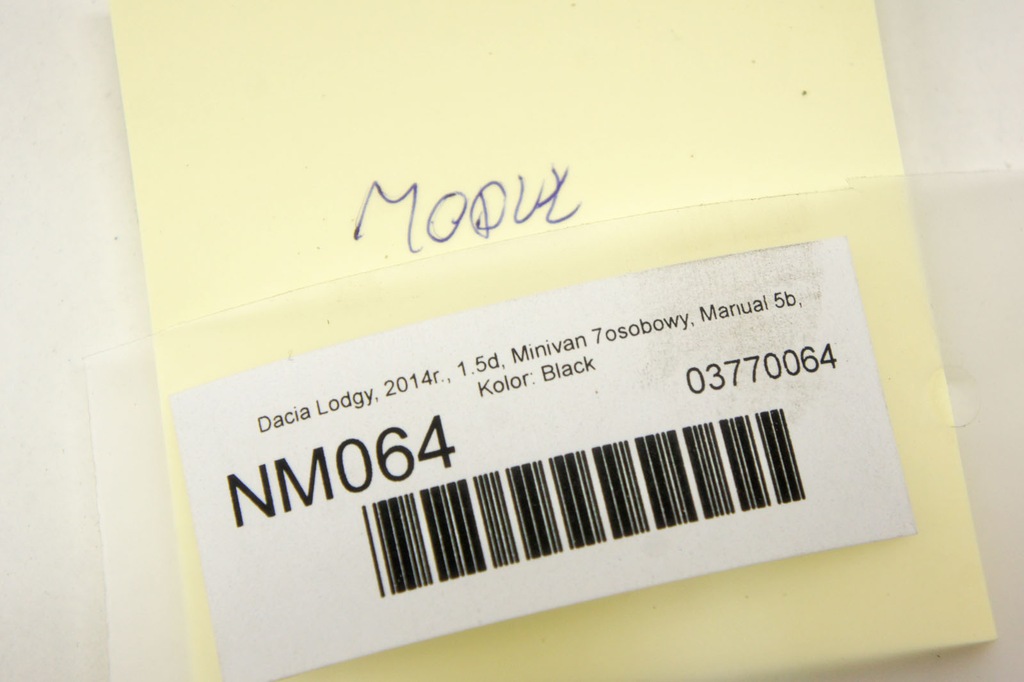 MODUŁ
Dacia Lodgy, 2014r., 1.5d, Minivan 7osobowy, Manual 5b,
Kolor: Black
03770064
NM064